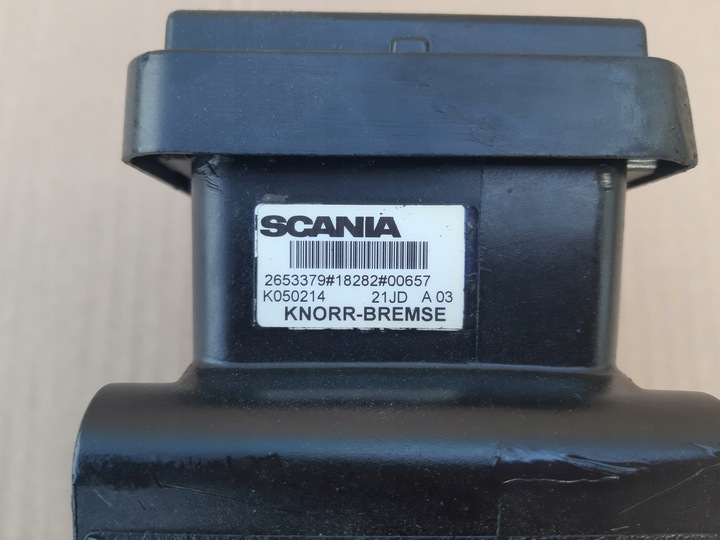 SCANIA
2653379#18282#00657
K050214 21JD A 03
KNORR-BREMSE